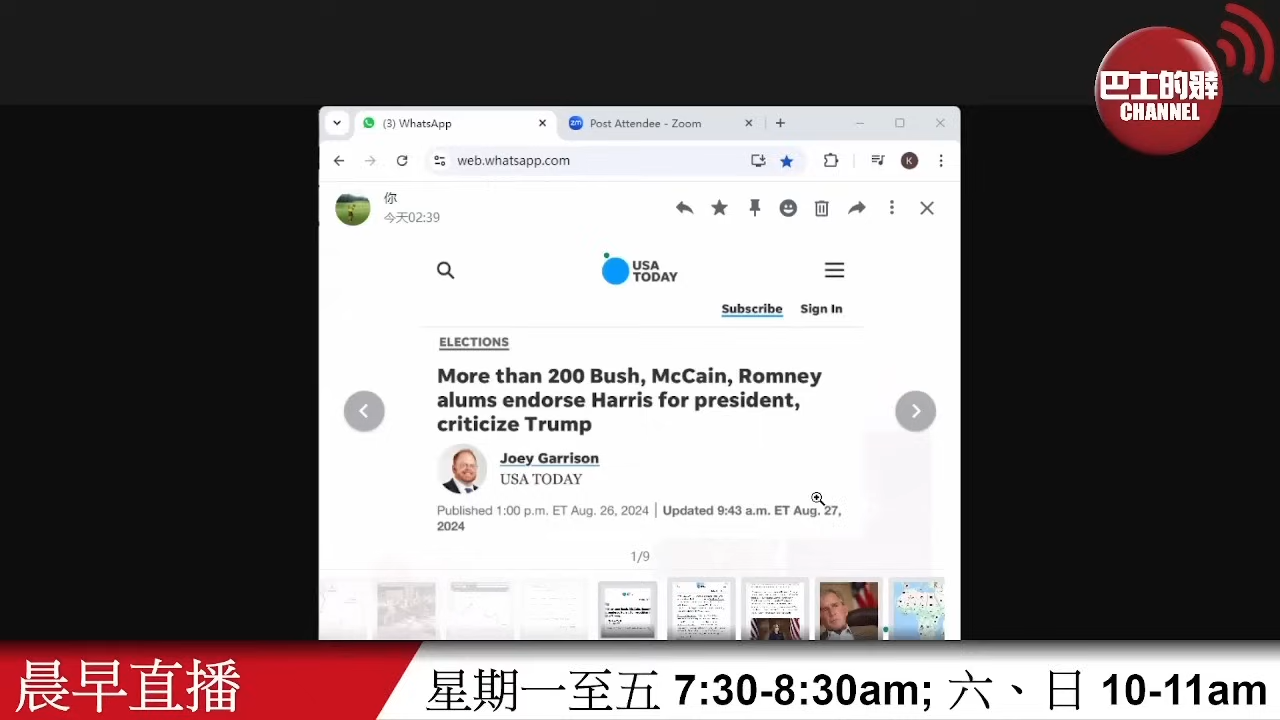 巴士的報
CHANNEL
(3) WhatsApp
Post Attendee - Zoom
web.whatsapp.com
K
你
今天02:39
USA
TODAY
Subscribe
Sign In
ELECTIONS
More than 200 Bush, McCain, Romney
alums endorse Harris for president,
criticize Trump
Joey Garrison
USA TODAY
Published 1:00 p.m. ET Aug. 26, 2024 | Updated 9:43 a.m. ET Aug. 27,
2024
1/9
晨早直播
星期一至五 7:30-8:30am; 六、日 10-11am